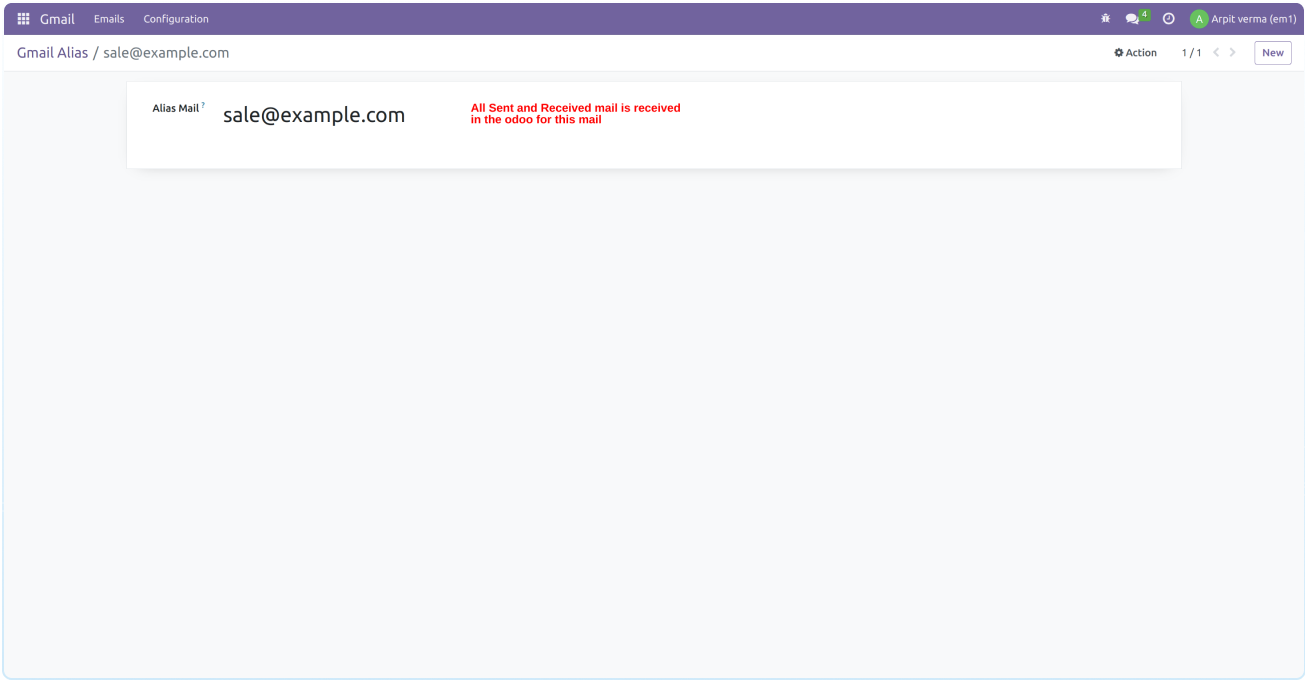 Gmail Emails Configuration 4 A Arpit verma (em1)
Gmail Alias / sale@example.com Action 1 / 1 New
Alias Mail ? sale@example.com
All Sent and Received mail is received
in the odoo for this mail